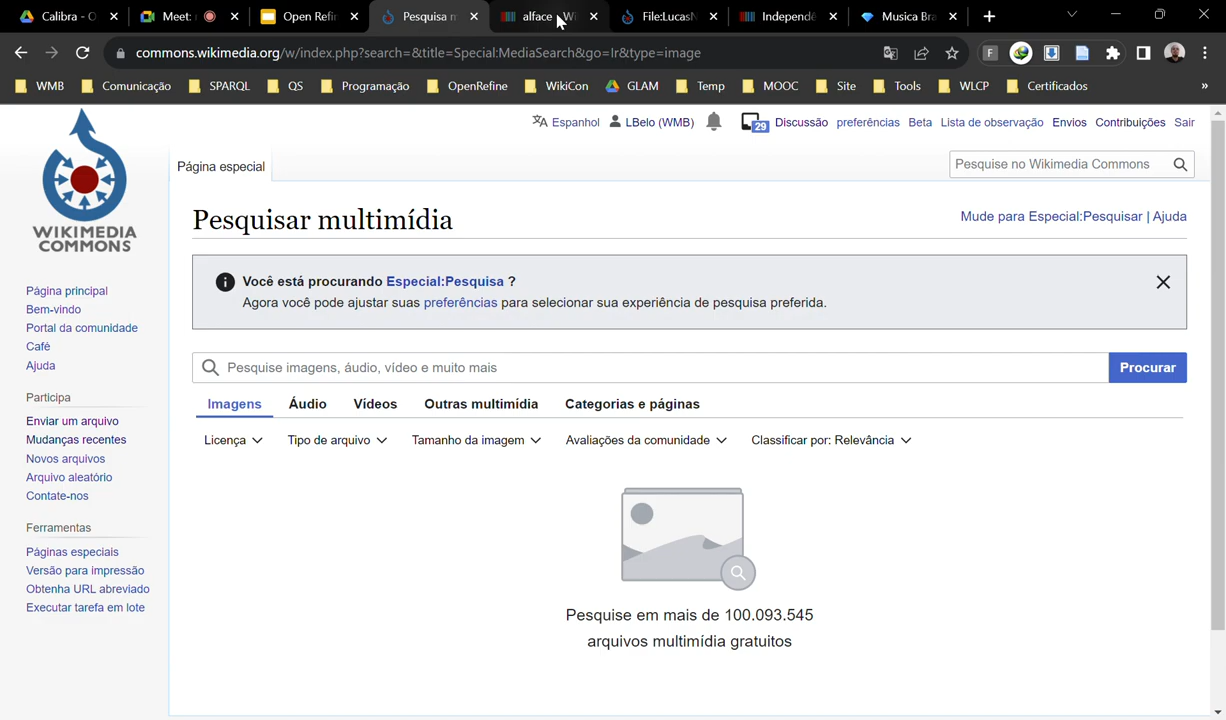 Calibra - O
Meet:
Open Refin
Pesquisa m
alface - Wi
File:LucasN
Independê
Musica Bra
commons.wikimedia.org/w/index.php?search=&title=Special:MediaSearch&go=Ir&type=image
WMB
Comunicação
SPARQL
QS
Programação
OpenRefine
WikiCon
GLAM
Temp
MOOC
Site
Tools
WLCP
Certificados
»
Espanhol
LBelo (WMB)
29
Discussão
preferências
Beta
Lista de observação
Envios
Contribuições
Sair
Página especial
Pesquise no Wikimedia Commons
WIKIMEDIA
COMMONS
Pesquisar multimídia
Mude para Especial:Pesquisar | Ajuda
Você está procurando Especial:Pesquisa ?
Agora você pode ajustar suas preferências para selecionar sua experiência de pesquisa preferida.
Página principal
Bem-vindo
Portal da comunidade
Café
Ajuda
Participa
Enviar um arquivo
Mudanças recentes
Novos arquivos
Arquivo aleatório
Contate-nos
Ferramentas
Páginas especiais
Versão para impressão
Obtenha URL abreviado
Executar tarefa em lote
Pesquise imagens, áudio, vídeo e muito mais
Procurar
Imagens
Áudio
Vídeos
Outras multimidia
Categorias e páginas
Licença
Tipo de arquivo
Tamanho da imagem
Avaliações da comunidade
Classificar por: Relevância
Pesquise em mais de 100.093.545
arquivos multimídia gratuitos